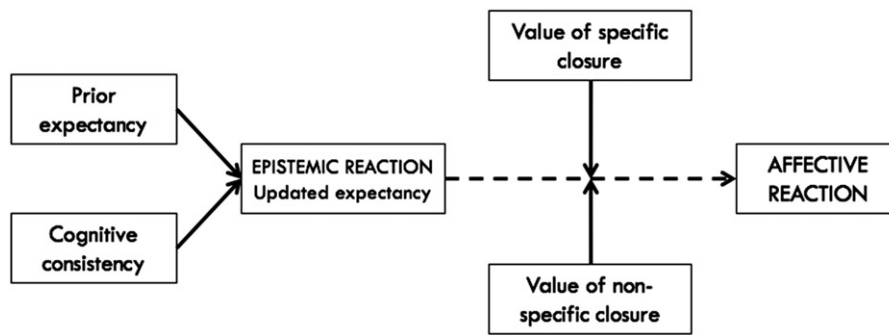 Prior
expectancy
Cognitive
consistency
EPISTEMIC REACTION
Updated expectancy
Value of specific
closure
Value of non-
specific closure
AFFECTIVE
REACTION